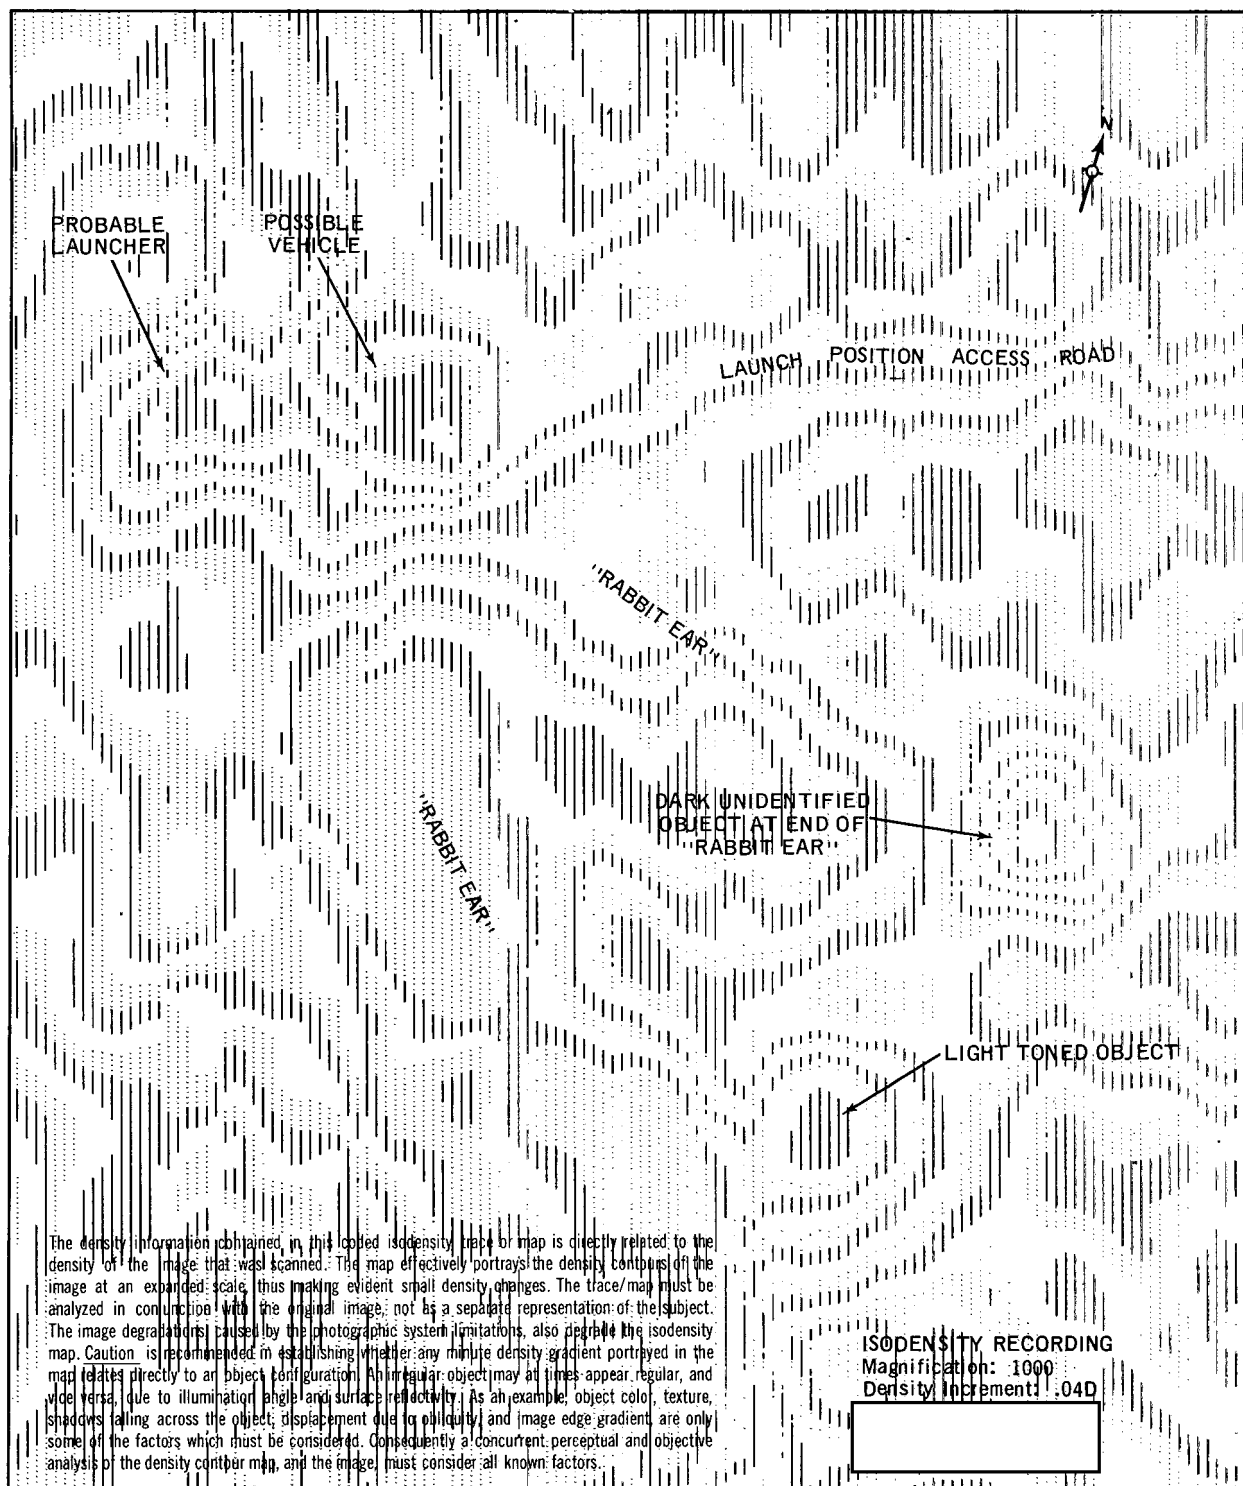 N
PROBABLE
LAUNCHER
POSSIBLE
VEHICLE
LAUNCH POSITION ACCESS ROAD
"RABBIT EAR"
DARK UNIDENTIFIED
OBJECT AT END OF
"RABBIT EAR"
"RABBIT EAR"
LIGHT TONED OBJECT
The density information contained in this coded isodensity trace or map is directly related to the
density of the image that was scanned. The map effectively portrays the density contours of the
image at an expanded scale, thus making evident small density changes. The trace/map must be
analyzed in conjunction with the original image, not as a separate representation of the subject.
The image degradations, caused by the photographic system limitations, also degrade the isodensity
map. Caution is recommended in establishing whether any minute density gradient portrayed in the
map relates directly to an object configuration. An irregular object may at times appear regular, and
vice versa, due to illumination angle and surface reflectivity. As an example, object color, texture,
shadows falling across the object, displacement due to obliquity, and image edge gradient, are only
some of the factors which must be considered. Consequently a concurrent perceptual and objective
analysis of the density contour map, and the image, must consider all known factors.
ISODENSITY RECORDING
Magnification: 1000
Density Increment: .04D